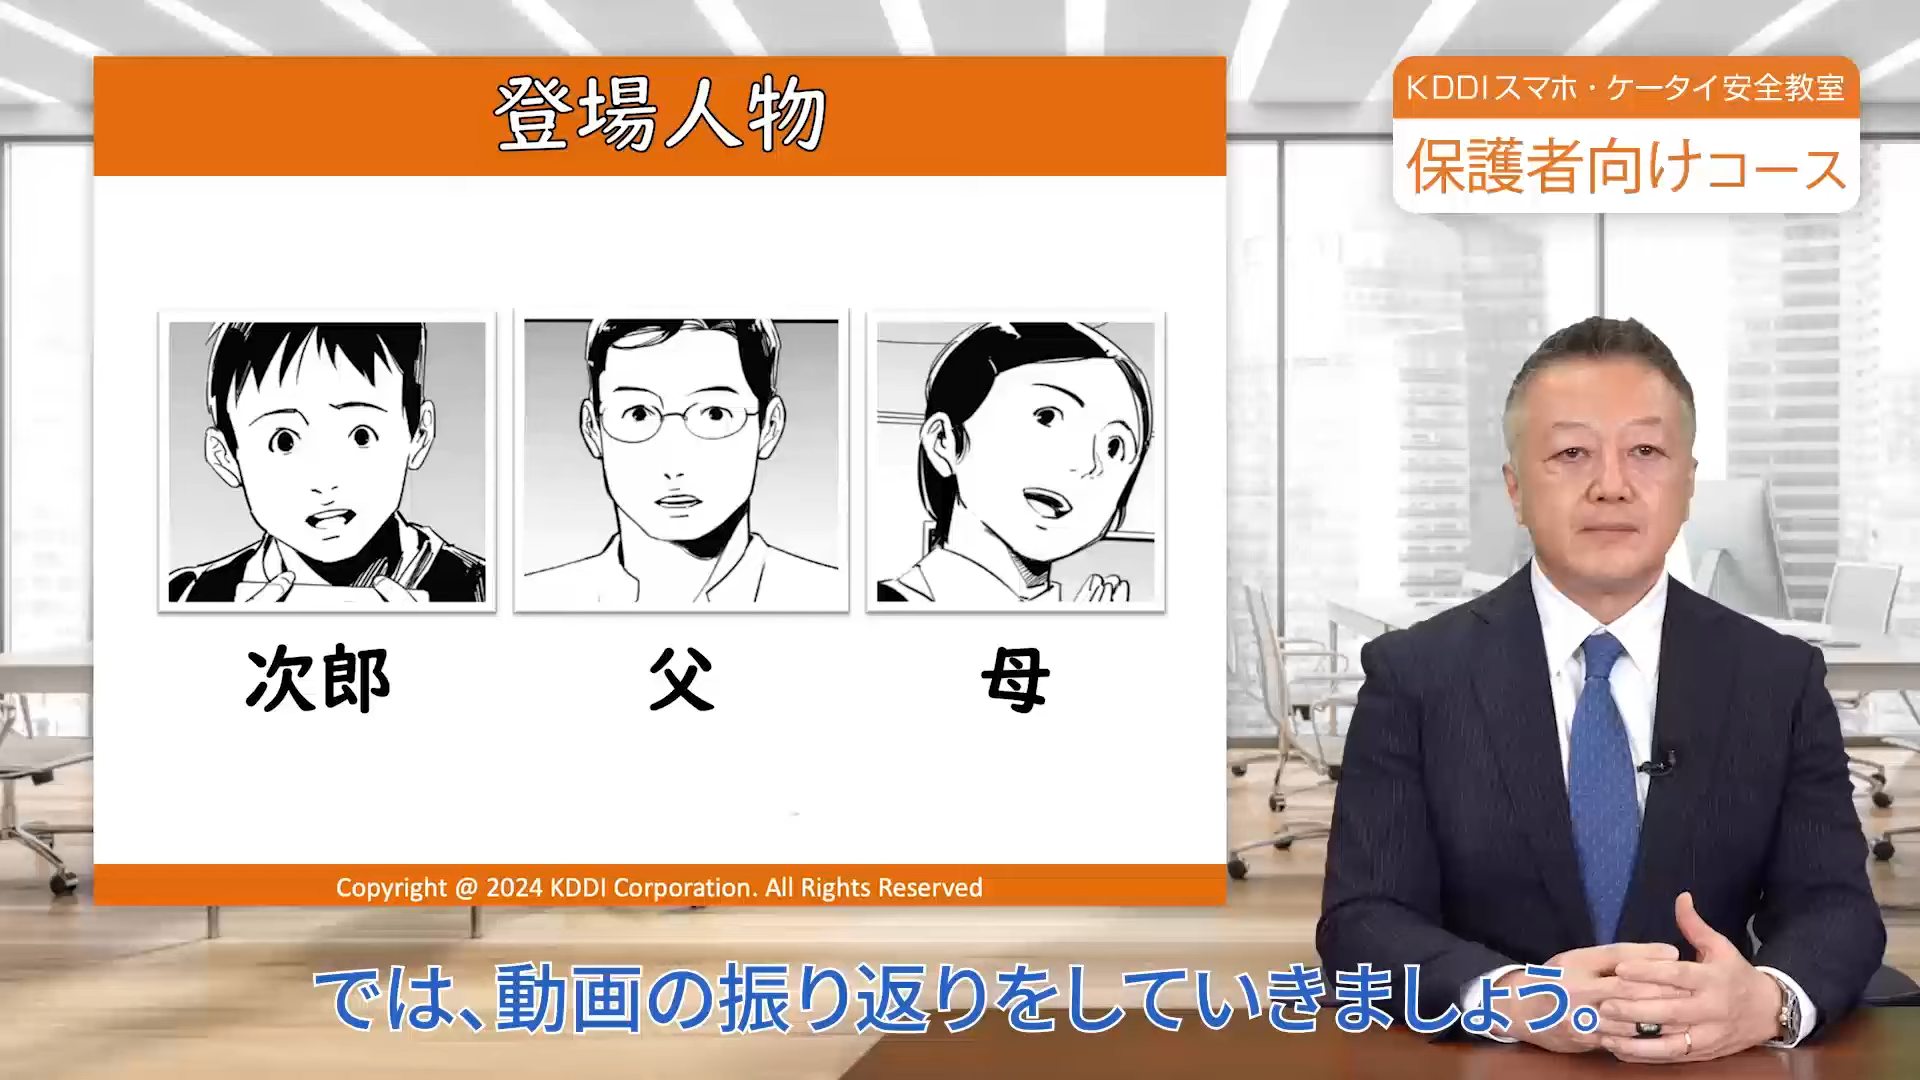 登場人物
KDDIスマホ・ケータイ安全教室
保護者向けコース
次郎
父
母
Copyright @ 2024 KDDI Corporation. All Rights Reserved
では、動画の振り返りをしていきましょう。